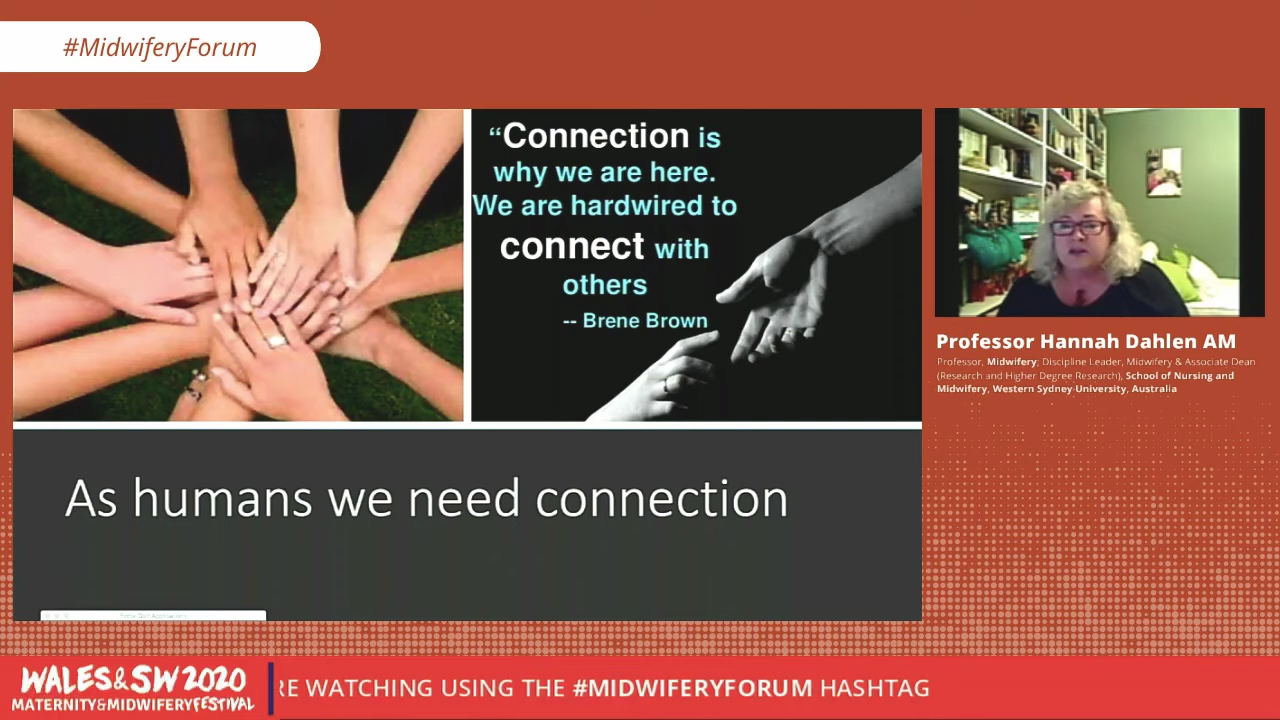 #MidwiferyForum
“Connection is
why we are here.
We are hardwired to
connect with
others
-- Brene Brown
As humans we need connection
Professor Hannah Dahlen AM
Professor, Midwifery; Discipline Leader, Midwifery & Associate Dean
(Research and Higher Degree Research), School of Nursing and
Midwifery, Western Sydney University, Australia
WALES&SW2020
MATERNITY&MIDWIFERYFESTIVAL
RE WATCHING USING THE #MIDWIFERYFORUM HASHTAG